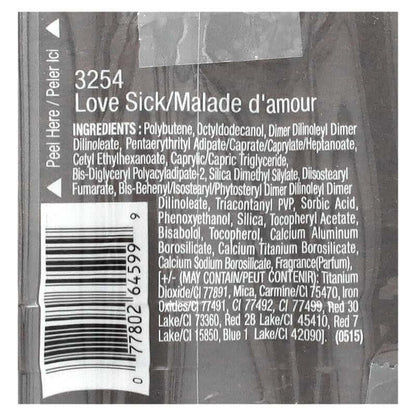 Peel Here / Peler Ici
3254
Love Sick/Malade d'amour
INGREDIENTS : Polybutene, Octyldodecanol, Dimer Dilinoleyl Dimer
Dilinoleate, Pentaerythrityl Adipate/Caprate/Caprylate/Heptanoate,
Cetyl Ethylhexanoate, Caprylic/Capric Triglyceride,
Bis-Diglyceryl Polyacyladipate-2, Silica Dimethyl Silylate, Diisostearyl
Fumarate, Bis-Behenyl/Isostearyl/Phytosteryl Dimer Dilinoleyl Dimer
Dilinoleate, Triacontanyl PVP, Sorbic Acid,
Phenoxyethanol, Silica, Tocopheryl Acetate,
Bisabolol, Tocopherol, Calcium Aluminum
Borosilicate, Calcium Titanium Borosilicate,
Calcium Sodium Borosilicate, Fragrance(Parfum),
[+/- (MAY CONTAIN/PEUT CONTENIR): Titanium
Dioxide/CI 77891, Mica, Carmine/CI 75470, Iron
Oxides/CI 77491, CI 77492, CI 77499, Red 30
Lake/CI 73360, Red 28 Lake/CI 45410, Red 7
Lake/CI 15850, Blue 1 Lake/CI 42090]. (0515)
0 77802 64599 9